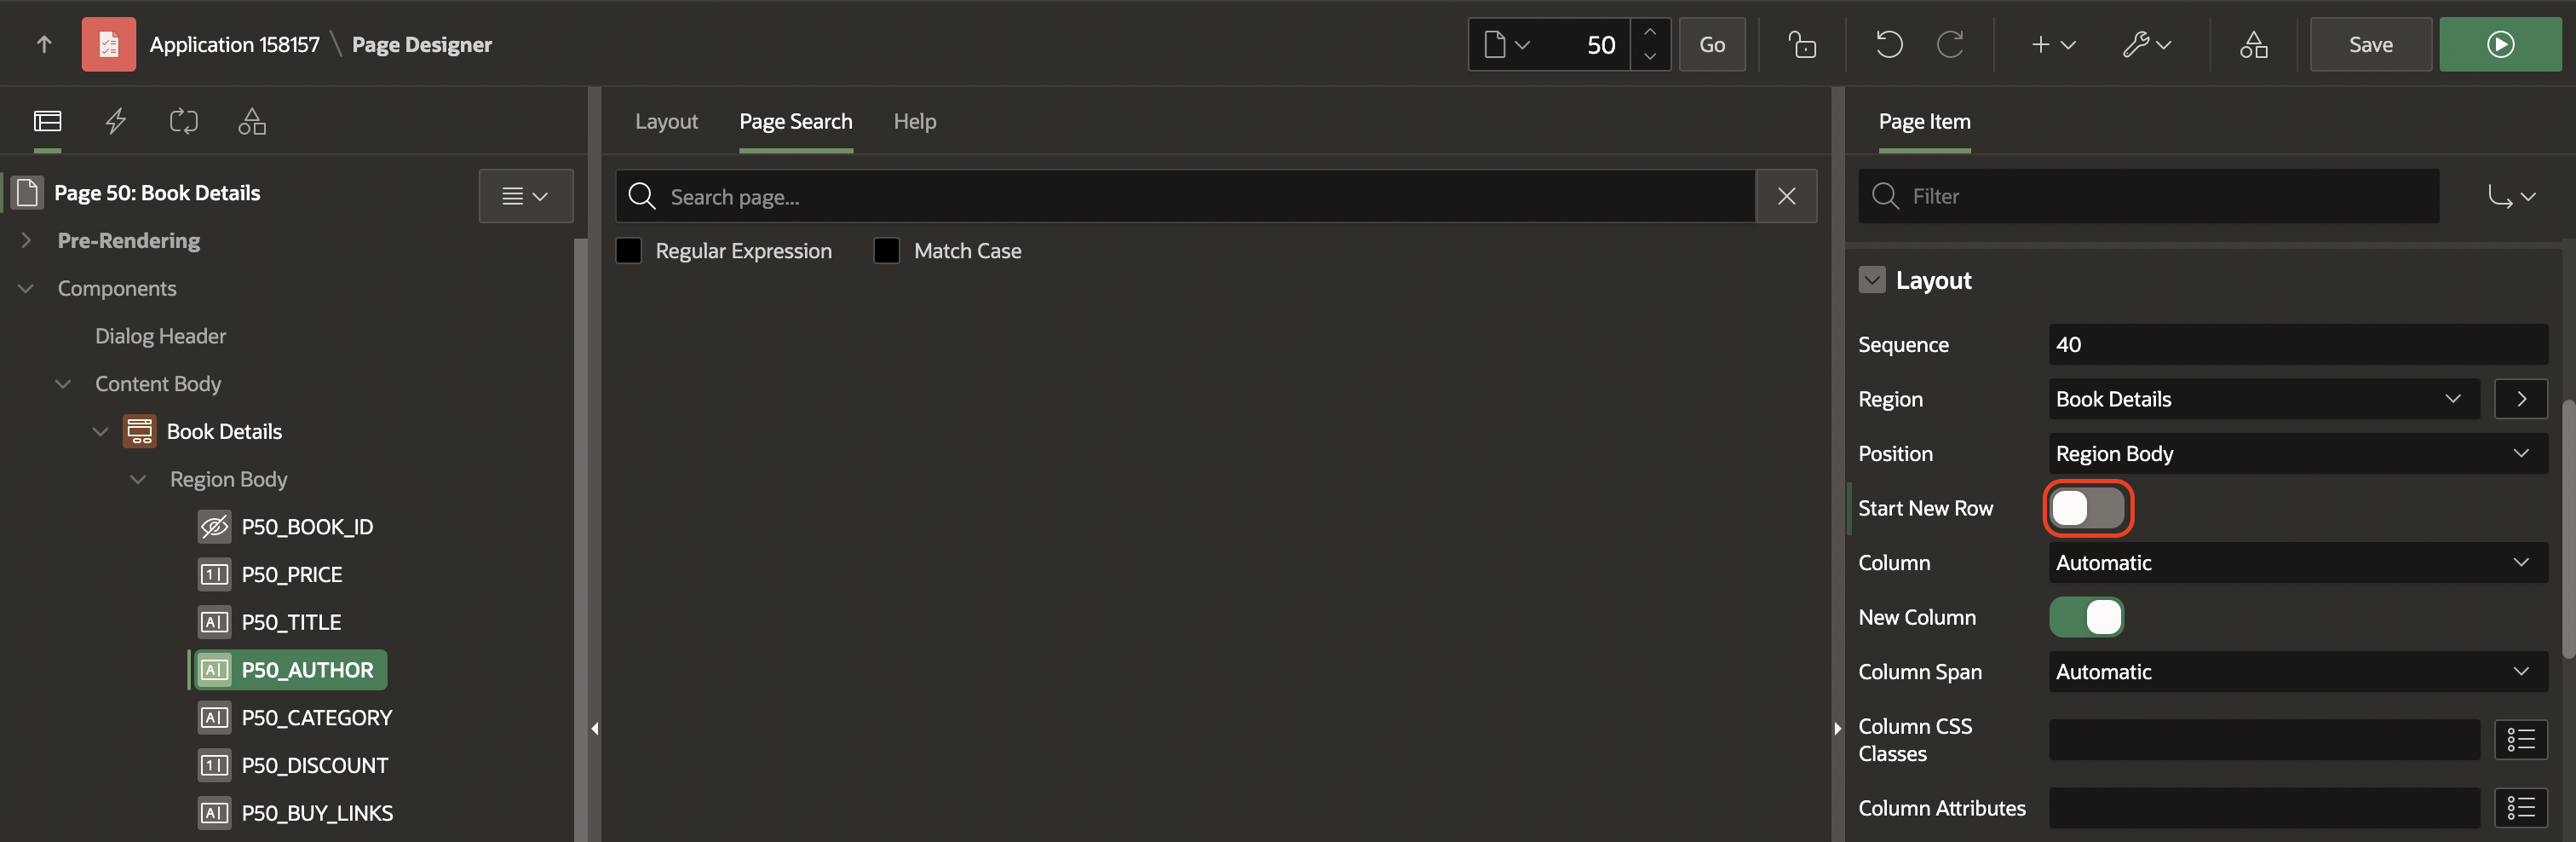 Application 158157 \ Page Designer
50
Go
Save
Layout
Page Search
Help
Page Item
Page 50: Book Details
Pre-Rendering
Components
Dialog Header
Content Body
Book Details
Region Body
P50_BOOK_ID
P50_PRICE
P50_TITLE
P50_AUTHOR
P50_CATEGORY
P50_DISCOUNT
P50_BUY_LINKS
Search page...
Regular Expression
Match Case
Filter
Layout
Sequence
40
Region
Book Details
Position
Region Body
Start New Row
Column
Automatic
New Column
Column Span
Automatic
Column CSS
Classes
Column Attributes